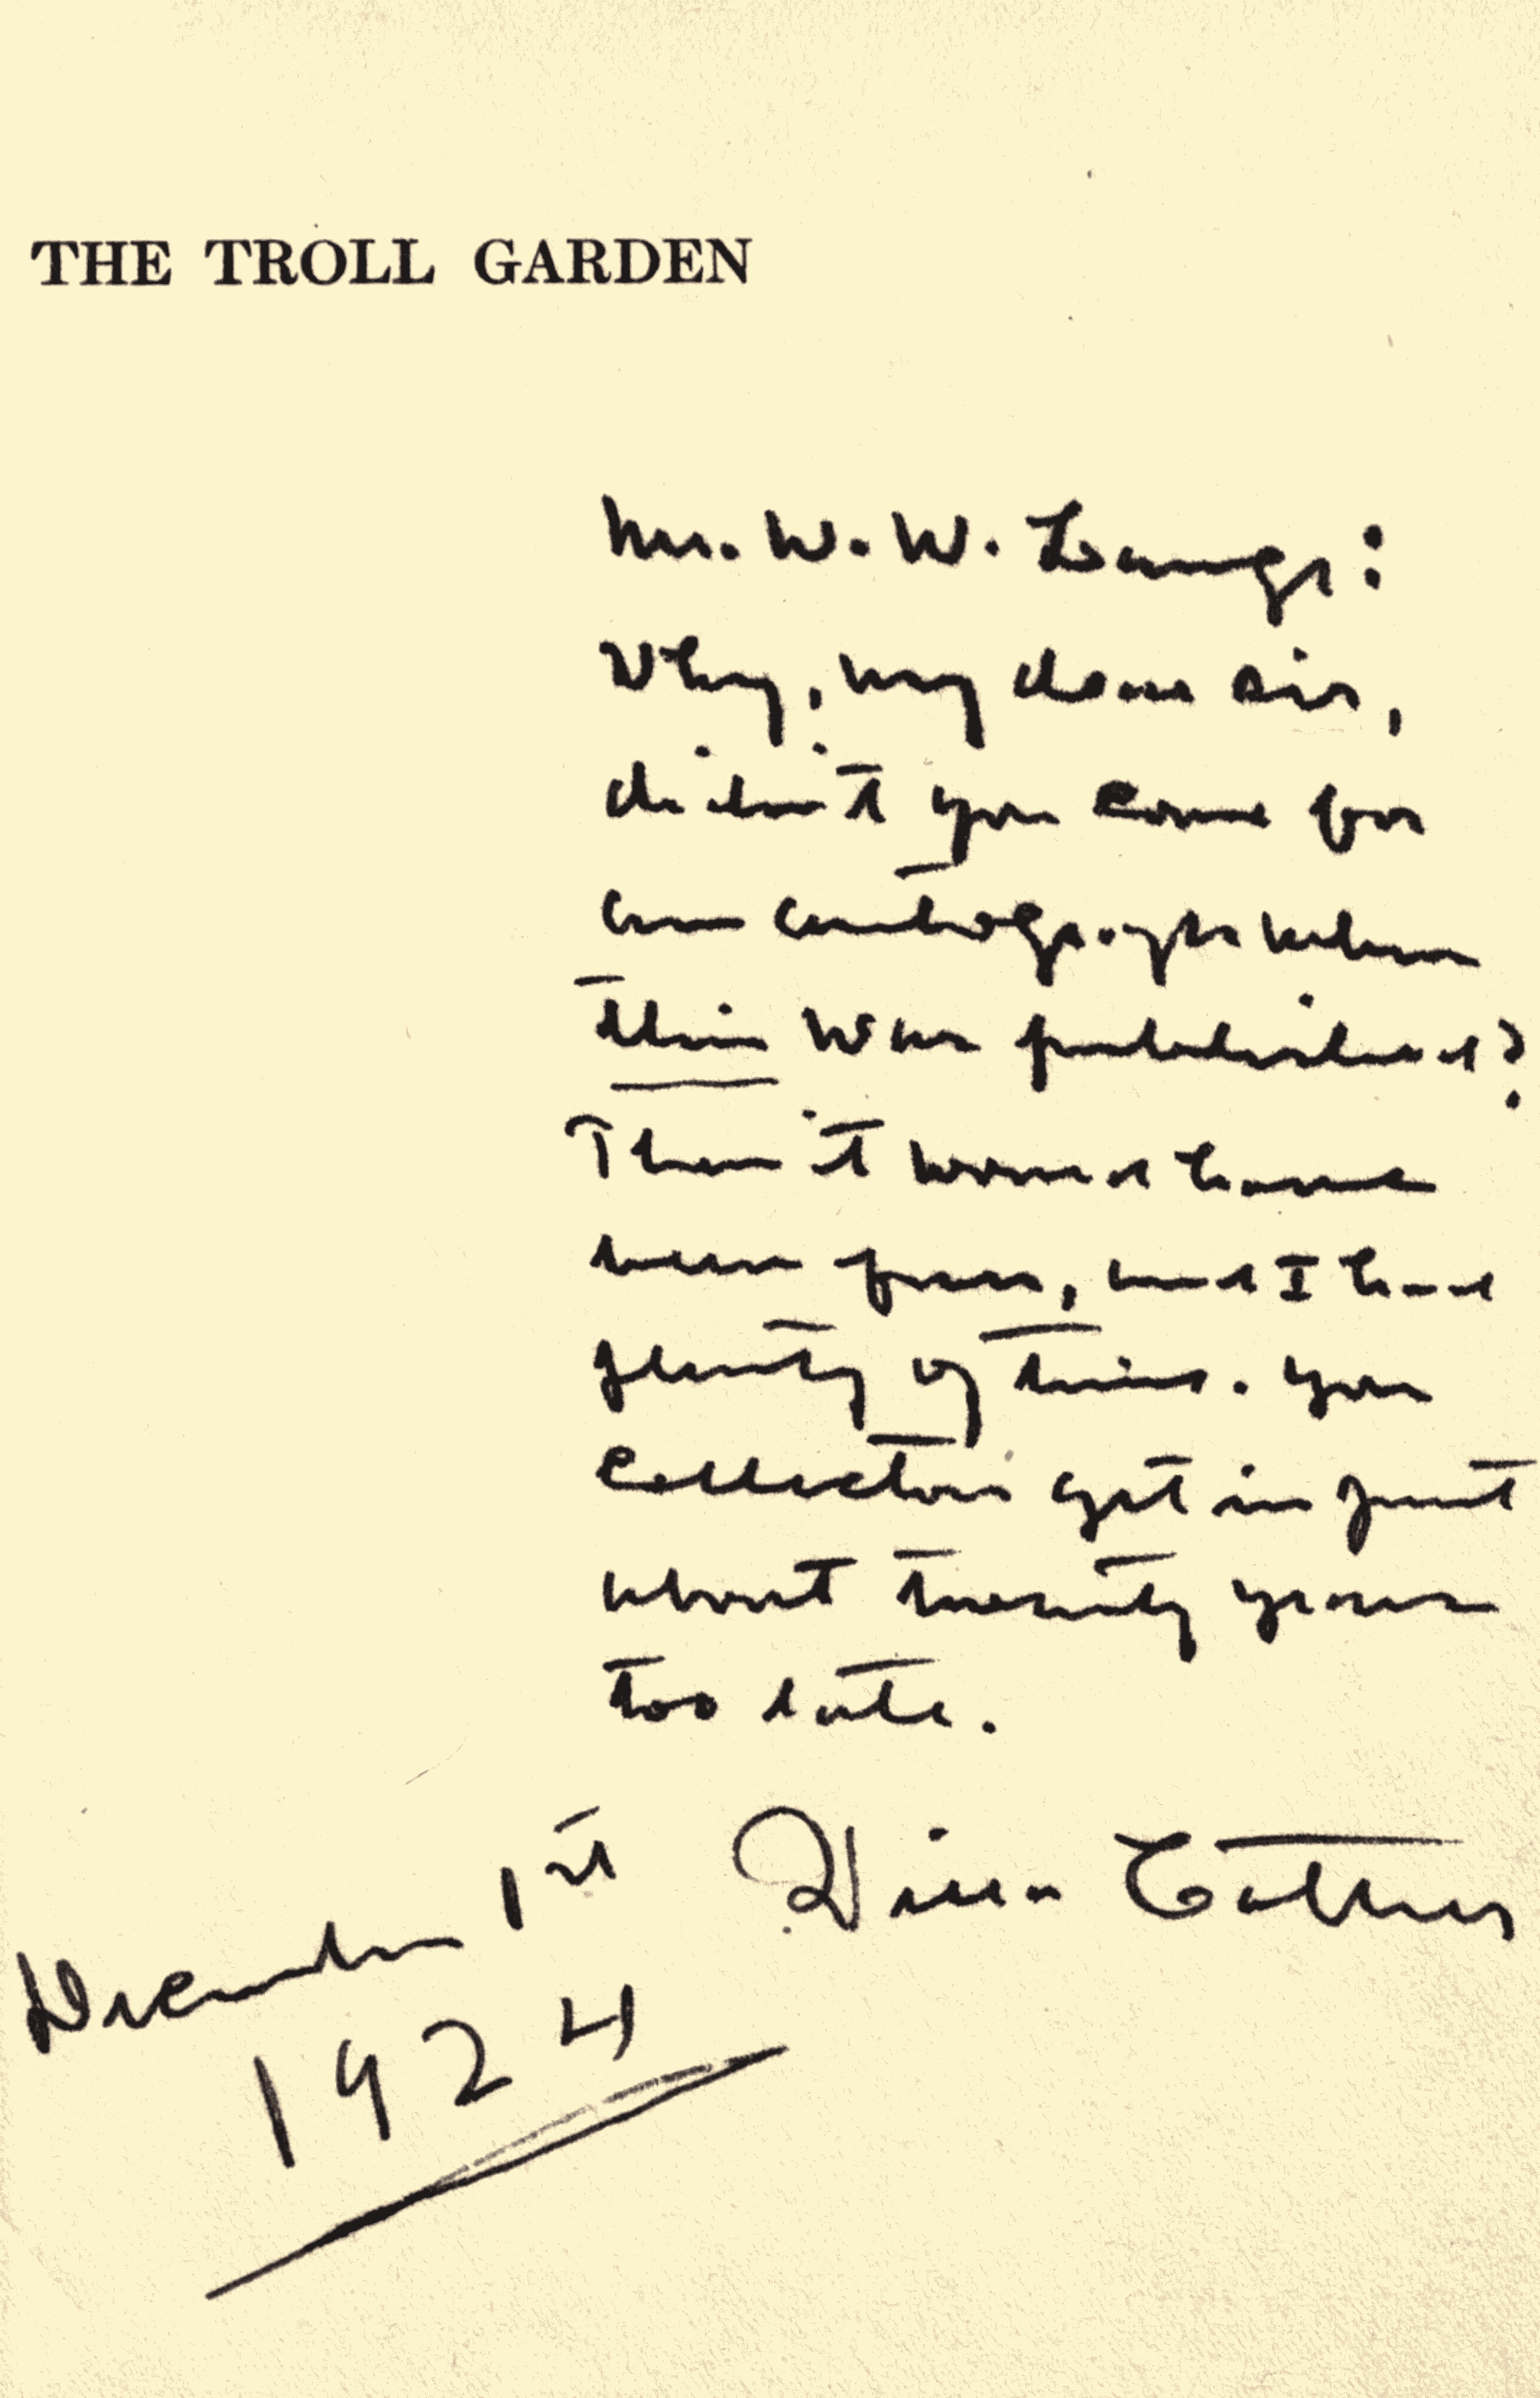 THE TROLL GARDEN
Mr. W. W. Lange:
Why, my dear sir,
didn't you come for
an autograph when
this was published?
Then it would have
been free, and I had
plenty of time. You
collectors get in just
about twenty years
too late.
Willa Cather
December 1st
1924